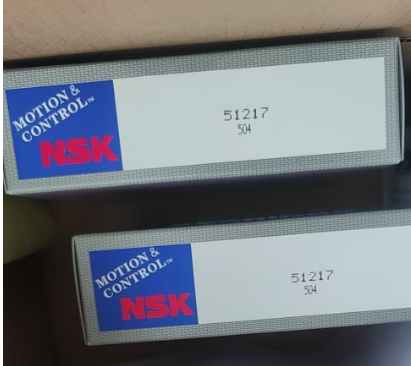 MOTION &
CONTROL™
NSK
51217
504
MOTION &
CONTROL™
NSK
51217
504